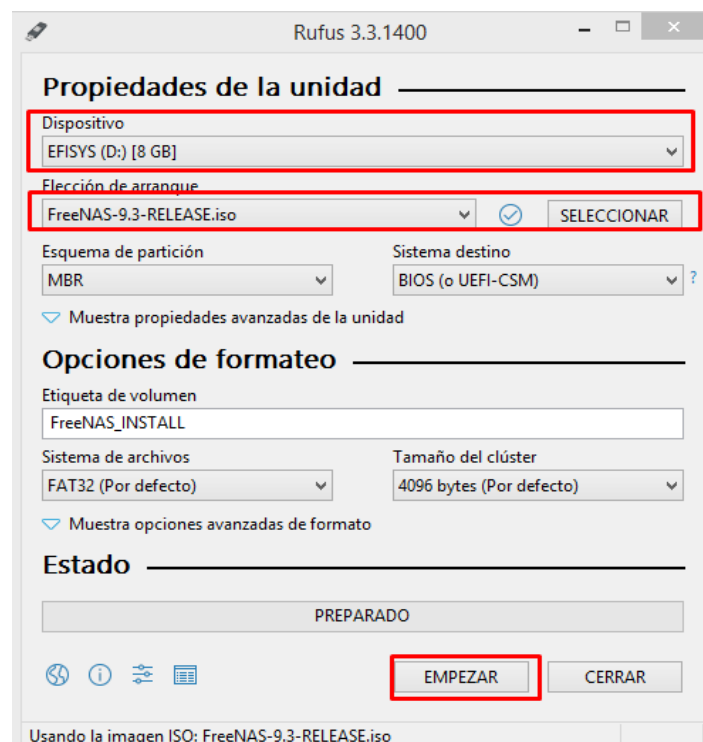 Rufus 3.3.1400
Propiedades de la unidad
Dispositivo
EFISYS (D:) [8 GB]
Elección de arranque
FreeNAS-9.3-RELEASE.iso SELECCIONAR
Esquema de partición Sistema destino
MBR BIOS (o UEFI-CSM) ?
Muestra propiedades avanzadas de la unidad
Opciones de formateo
Etiqueta de volumen
FreeNAS_INSTALL
Sistema de archivos Tamaño del clúster
FAT32 (Por defecto) 4096 bytes (Por defecto)
Muestra opciones avanzadas de formato
Estado
PREPARADO
EMPEZAR CERRAR
Usando la imagen ISO: FreeNAS-9.3-RELEASE.iso